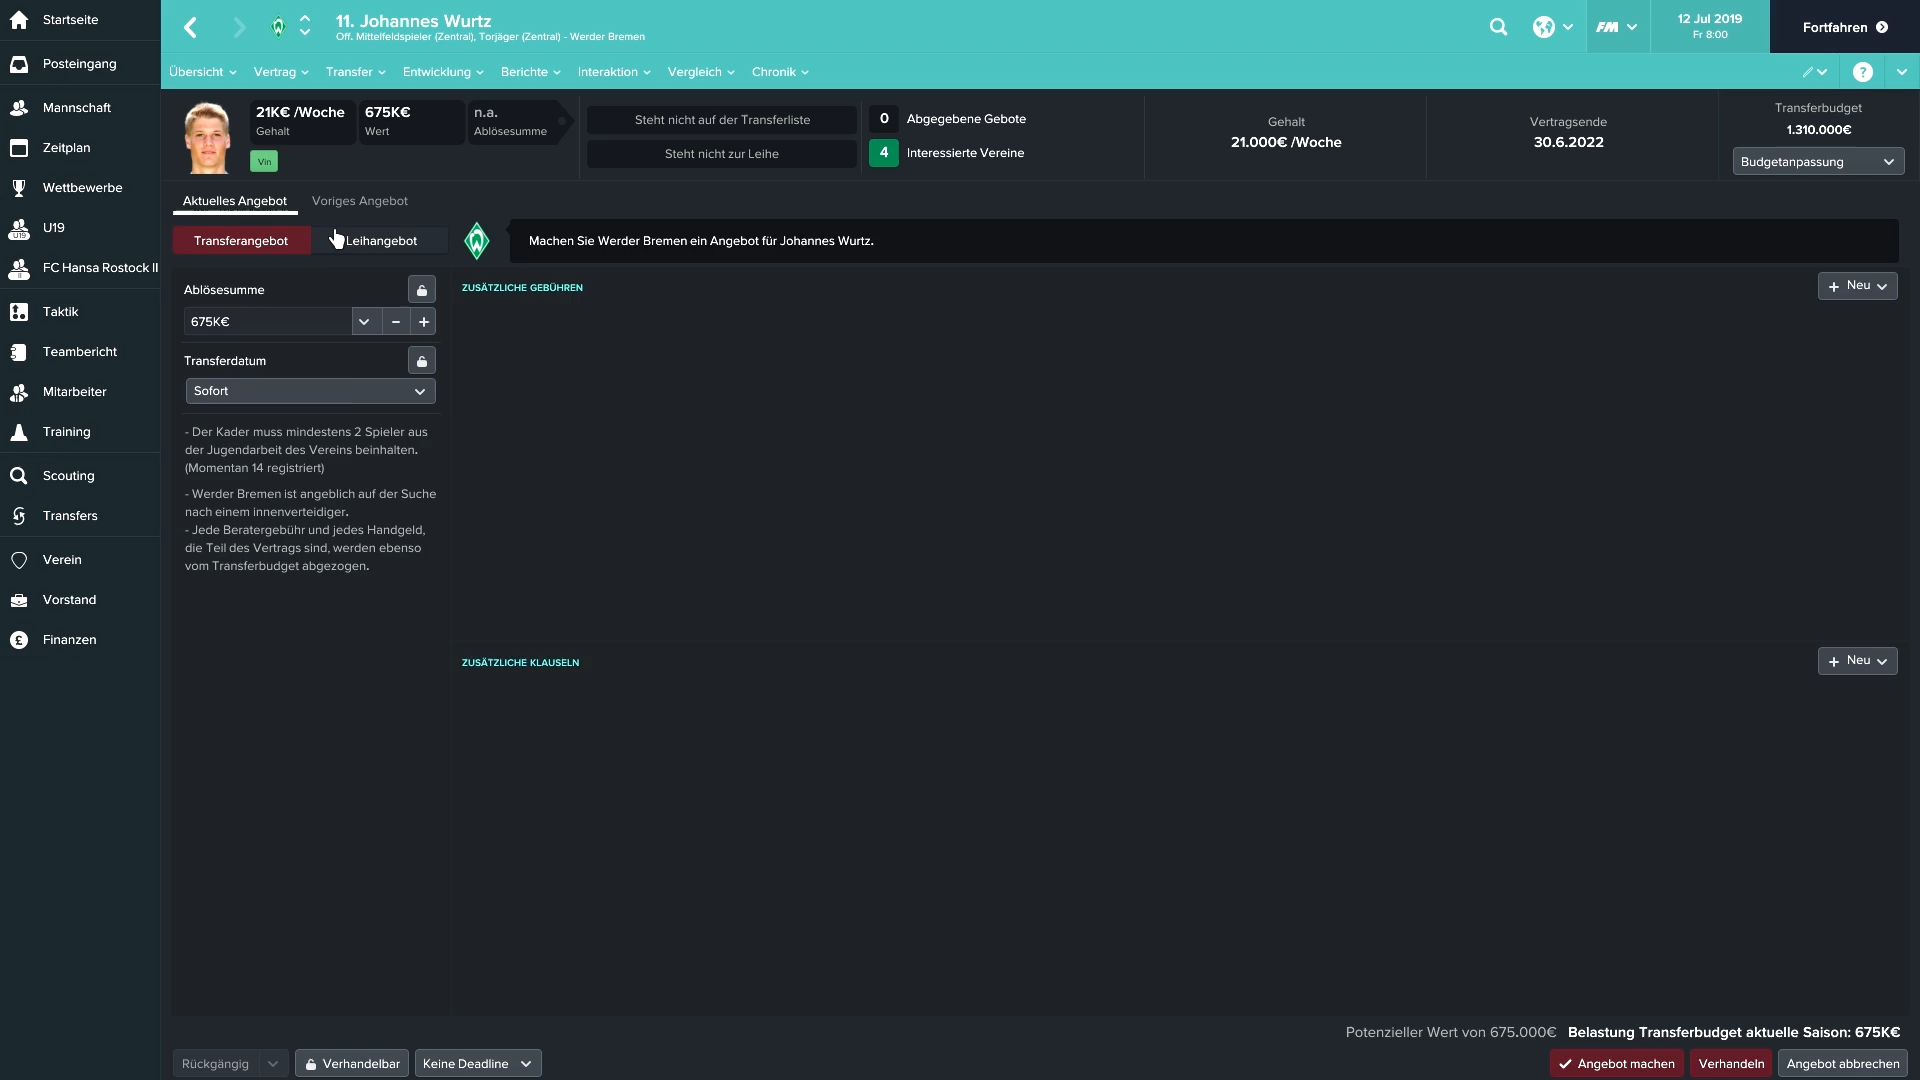 Startseite
Posteingang
Mannschaft
Zeitplan
Wettbewerbe
U19
FC Hansa Rostock II
Taktik
Teambericht
Mitarbeiter
Training
Scouting
Transfers
Verein
Vorstand
Finanzen
11. Johannes Wurtz
Off. Mittelfeldspieler (Zentral), Torjäger (Zentral) - Werder Bremen
FM
12 Jul 2019
Fr 8:00
Fortfahren
Übersicht
Vertrag
Transfer
Entwicklung
Berichte
Interaktion
Vergleich
Chronik
?
21K€ /Woche
Gehalt
675K€
Wert
n.a.
Ablösesumme
Vin
Steht nicht auf der Transferliste
Steht nicht zur Leihe
0 Abgegebene Gebote
4 Interessierte Vereine
Gehalt
21.000€ /Woche
Vertragsende
30.6.2022
Transferbudget
1.310.000€
Budgetanpassung
Aktuelles Angebot
Voriges Angebot
Transferangebot
Leihangebot
Machen Sie Werder Bremen ein Angebot für Johannes Wurtz.
Ablösesumme
675K€
Transferdatum
Sofort
- Der Kader muss mindestens 2 Spieler aus
der Jugendarbeit des Vereins beinhalten.
(Momentan 14 registriert)
- Werder Bremen ist angeblich auf der Suche
nach einem innenverteidiger.
- Jede Beratergebühr und jedes Handgeld,
die Teil des Vertrags sind, werden ebenso
vom Transferbudget abgezogen.
ZUSÄTZLICHE GEBÜHREN
+ Neu
ZUSÄTZLICHE KLAUSELN
+ Neu
Potenzieller Wert von 675.000€ Belastung Transferbudget aktuelle Saison: 675K€
Rückgängig
Verhandelbar
Keine Deadline
Angebot machen
Verhandeln
Angebot abbrechen